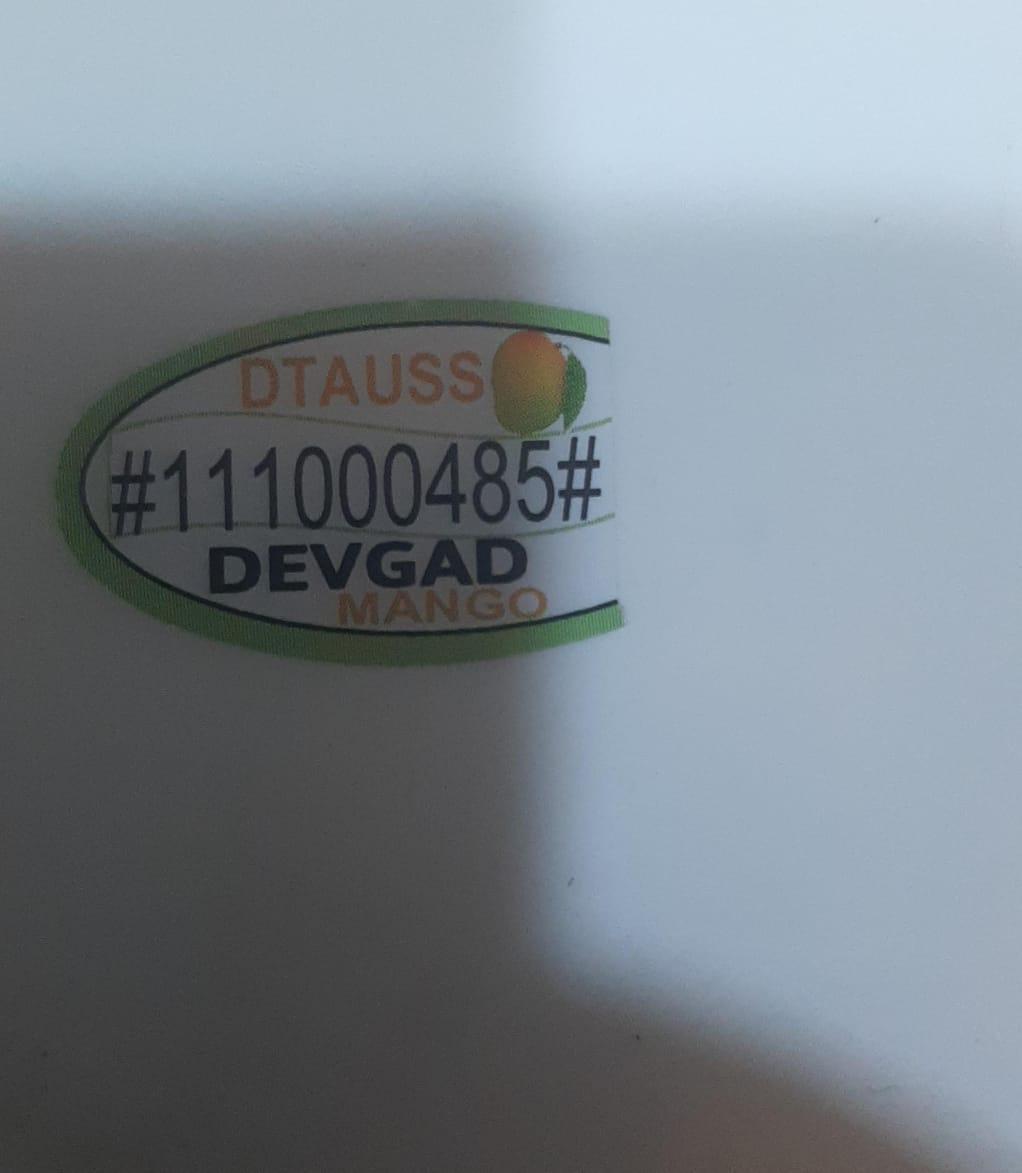 DTAUSS
#111000485#
DEVGAD
MANGO